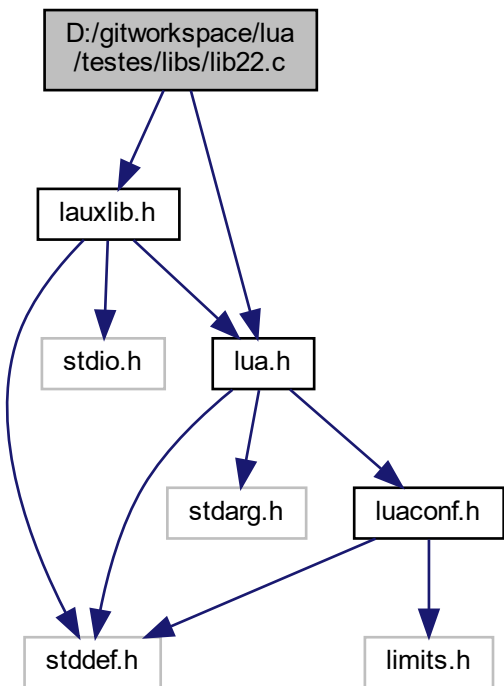 D:/gitworkspace/lua
/testes/libs/lib22.c
lauxlib.h
stdio.h
lua.h
stdarg.h
luaconf.h
stddef.h
limits.h